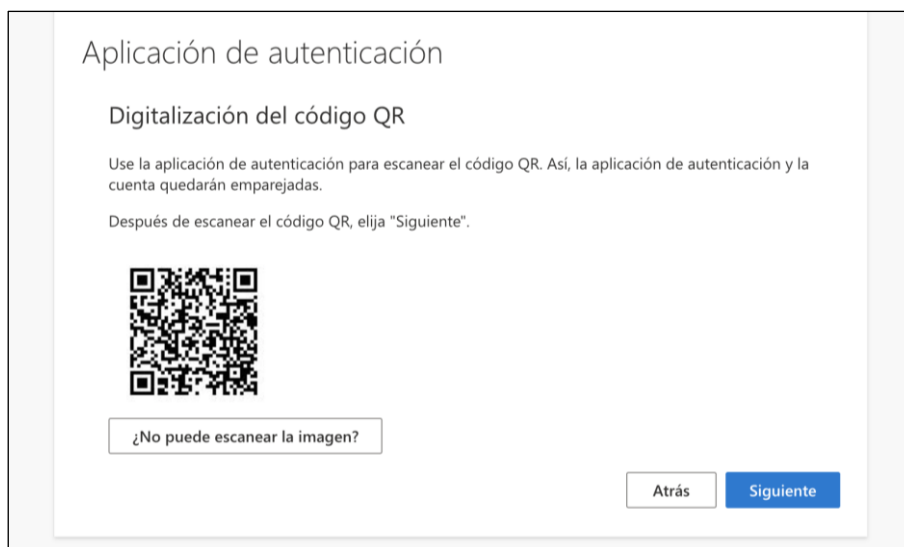 Aplicación de autenticación
Digitalización del código QR
Use la aplicación de autenticación para escanear el código QR. Así, la aplicación de autenticación y la
cuenta quedarán emparejadas.
Después de escanear el código QR, elija "Siguiente".
¿No puede escanear la imagen?
Atrás
Siguiente